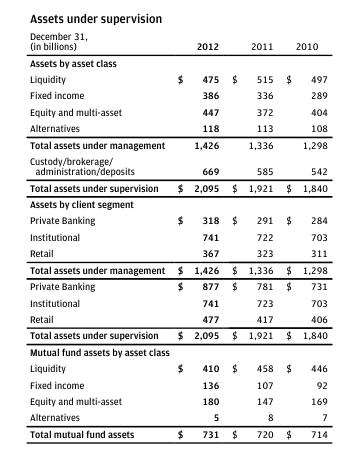 Assets under supervision
December 31,
(in billions) 2012 2011 2010
Assets by asset class
Liquidity $ 475 $ 515 $ 497
Fixed income 386 336 289
Equity and multi-asset 447 372 404
Alternatives 118 113 108
Total assets under management 1,426 1,336 1,298
Custody/brokerage/
administration/deposits 669 585 542
Total assets under supervision $ 2,095 $ 1,921 $ 1,840
Assets by client segment
Private Banking $ 318 $ 291 $ 284
Institutional 741 722 703
Retail 367 323 311
Total assets under management $ 1,426 $ 1,336 $ 1,298
Private Banking $ 877 $ 781 $ 731
Institutional 741 723 703
Retail 477 417 406
Total assets under supervision $ 2,095 $ 1,921 $ 1,840
Mutual fund assets by asset class
Liquidity $ 410 $ 458 $ 446
Fixed income 136 107 92
Equity and multi-asset 180 147 169
Alternatives 5 8 7
Total mutual fund assets $ 731 $ 720 $ 714